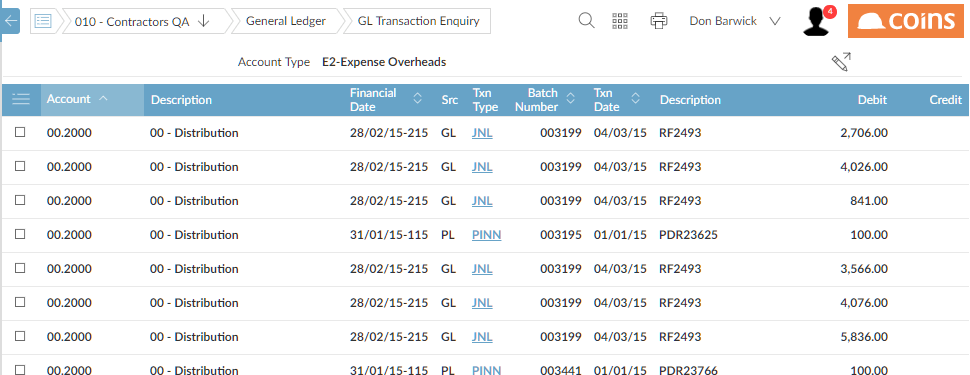 010 - Contractors QA General Ledger GL Transaction Enquiry Don Barwick 4 coins
Account Type E2-Expense Overheads
Account Description Financial Date Src Txn Type Batch Number Txn Date Description Debit Credit
00.2000 00 - Distribution 28/02/15-215 GL JNL 003199 04/03/15 RF2493 2,706.00
00.2000 00 - Distribution 28/02/15-215 GL JNL 003199 04/03/15 RF2493 4,026.00
00.2000 00 - Distribution 28/02/15-215 GL JNL 003199 04/03/15 RF2493 841.00
00.2000 00 - Distribution 31/01/15-115 PL PINN 003195 01/01/15 PDR23625 100.00
00.2000 00 - Distribution 28/02/15-215 GL JNL 003199 04/03/15 RF2493 3,566.00
00.2000 00 - Distribution 28/02/15-215 GL JNL 003199 04/03/15 RF2493 4,076.00
00.2000 00 - Distribution 28/02/15-215 GL JNL 003199 04/03/15 RF2493 5,836.00
00.2000 00 - Distribution 31/01/15-115 PL PINN 003441 01/01/15 PDR23766 100.00